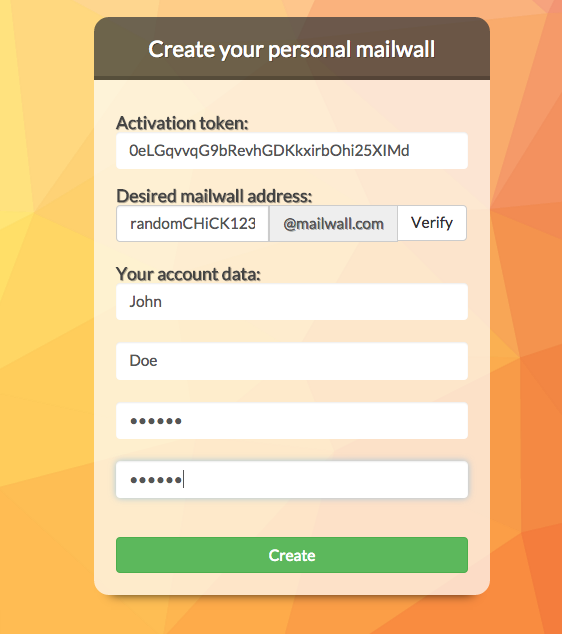 Create your personal mailwall
Activation token:
0eLGqvvqG9bRevhGDKkxirbOhi25XIMd
Desired mailwall address:
randomCHiCK123 @mailwall.com Verify
Your account data:
John
Doe
●●●●●●
●●●●●●
Create